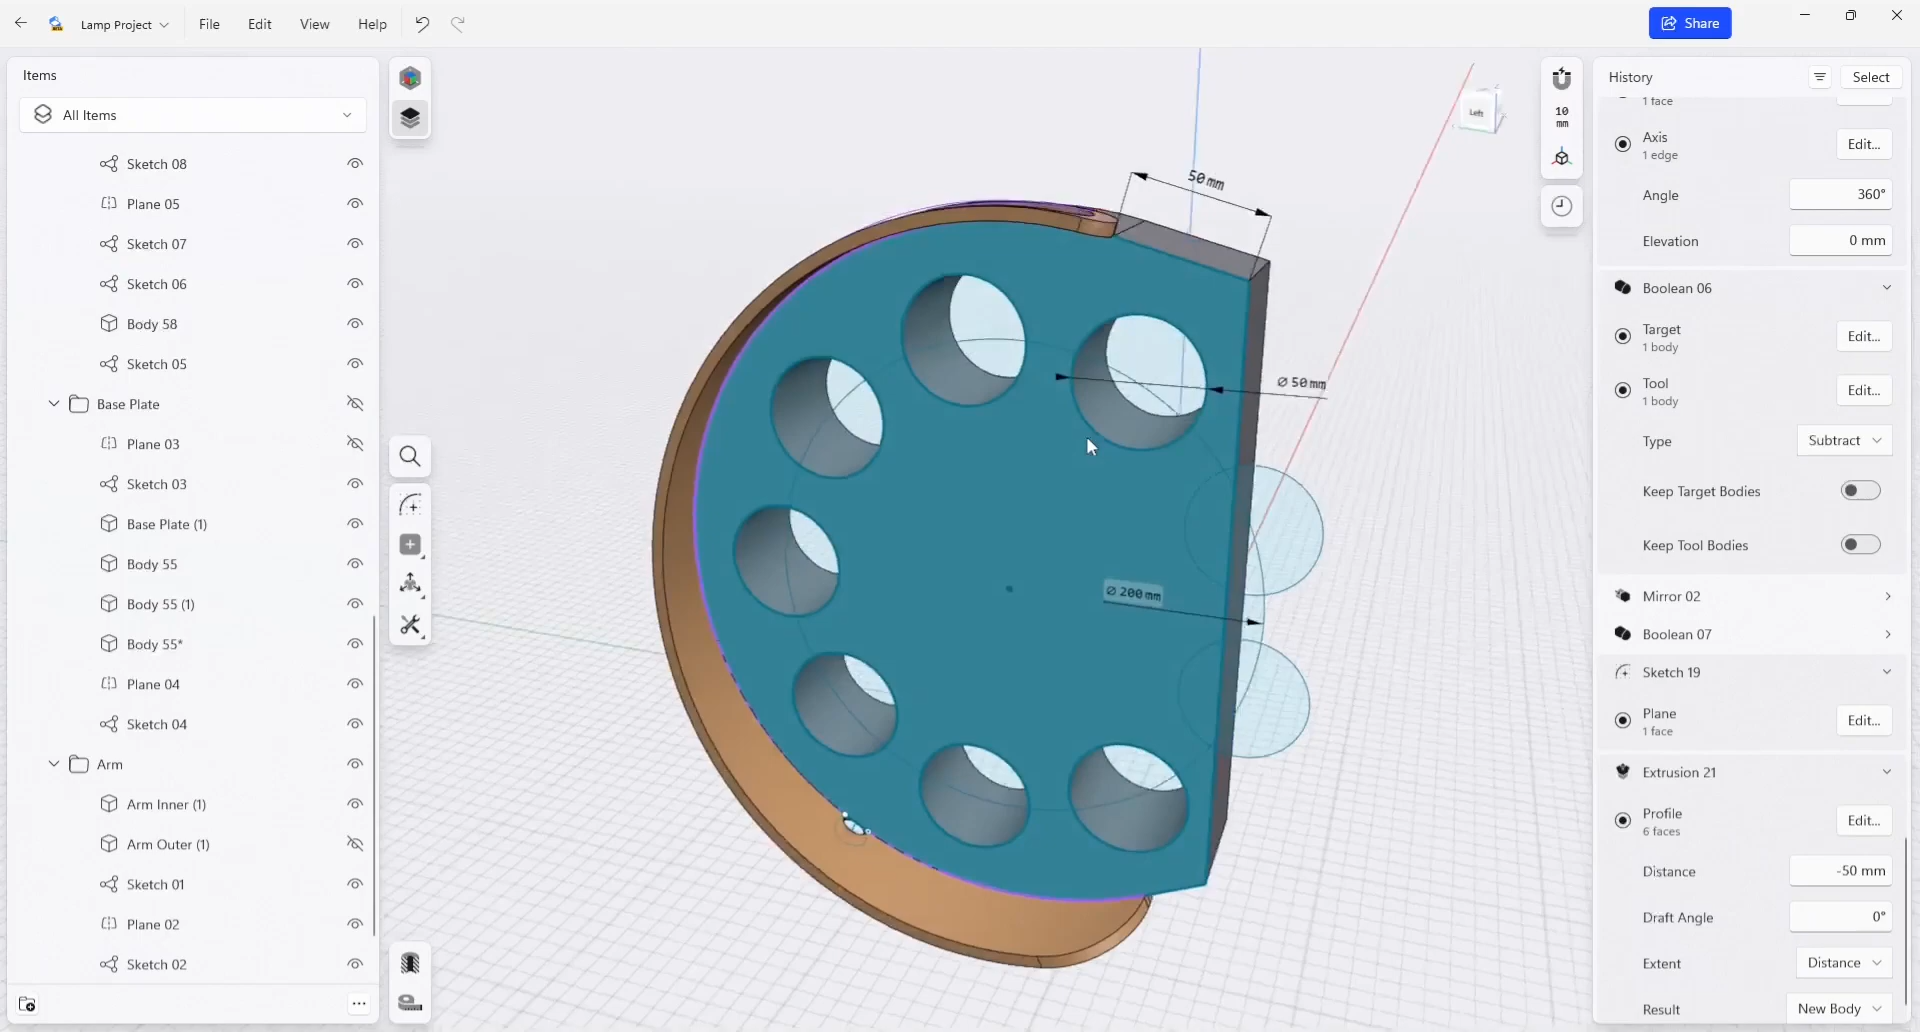 Lamp Project
File
Edit
View
Help
Share
Items
All Items
Sketch 08
Plane 05
Sketch 07
Sketch 06
Body 58
Sketch 05
Base Plate
Plane 03
Sketch 03
Base Plate (1)
Body 55
Body 55 (1)
Body 55*
Plane 04
Sketch 04
Arm
Arm Inner (1)
Arm Outer (1)
Sketch 01
Plane 02
Sketch 02
50 mm
Ø 50 mm
Ø 200 mm
Left
10
mm
History
Select
1 face
Axis
1 edge
Edit...
Angle
360°
Elevation
0 mm
Boolean 06
Target
1 body
Edit...
Tool
1 body
Edit...
Type
Subtract
Keep Target Bodies
Keep Tool Bodies
Mirror 02
Boolean 07
Sketch 19
Plane
1 face
Edit...
Extrusion 21
Profile
6 faces
Edit...
Distance
-50 mm
Draft Angle
0°
Extent
Distance
Result
New Body